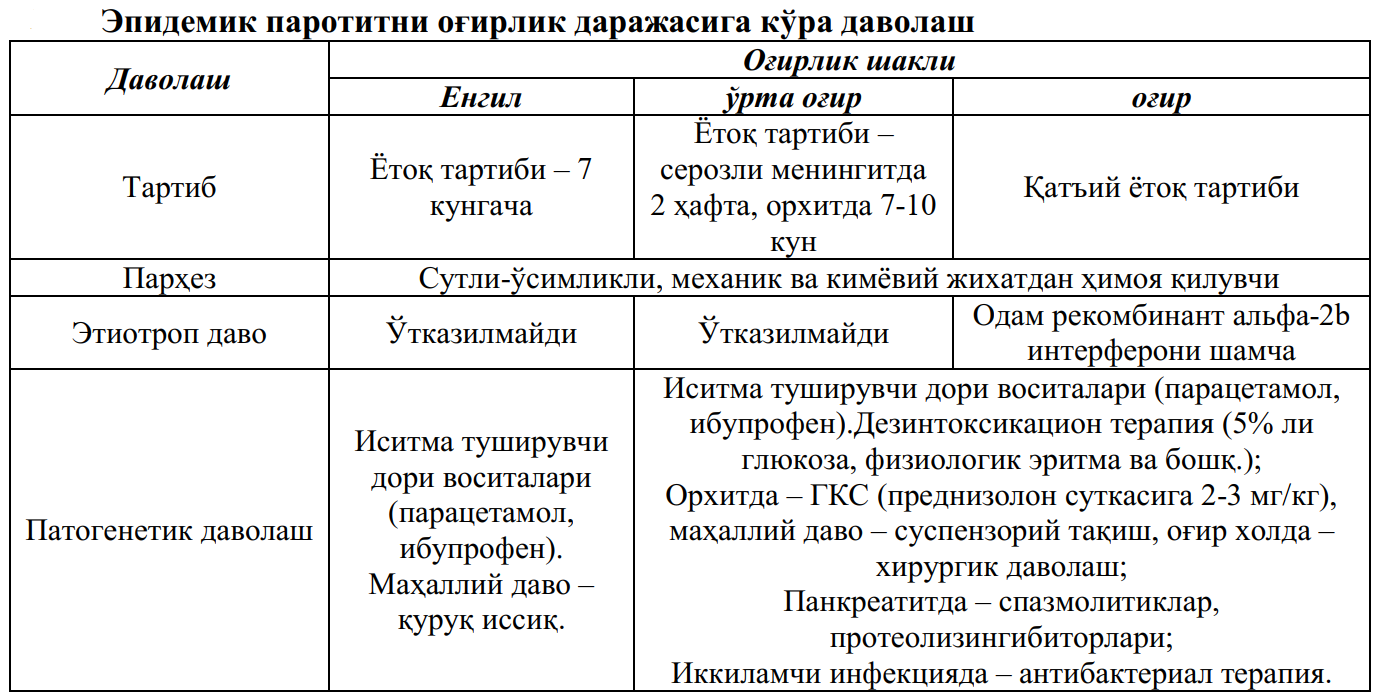 Эпидемик паротитни оғирлик даражасига кўра даволаш
Даволаш
Оғирлик шакли
Енгил
ўрта оғир
оғир
Тартиб
Ётоқ тартиби – 7
кунгача
Ётоқ тартиби –
серозли менингитда
2 ҳафта, орхитда 7-10
кун
Қатъий ётоқ тартиби
Парҳез
Сутли-ўсимликли, механик ва кимёвий жихатдан ҳимоя қилувчи
Этиотроп даво
Ўтказилмайди
Ўтказилмайди
Одам рекомбинант альфа-2b
интерферони шамча
Патогенетик даволаш
Иситма туширувчи
дори воситалари
(парацетамол,
ибупрофен).
Маҳаллий даво –
қуруқ иссиқ.
Иситма туширувчи дори воситалари (парацетамол,
ибупрофен).Дезинтоксикацион терапия (5% ли
глюкоза, физиологик эритма ва бошқ.);
Орхитда – ГКС (преднизолон суткасига 2-3 мг/кг),
маҳаллий даво – суспензорий тақиш, оғир холда –
хирургик даволаш;
Панкреатитда – спазмолитиклар,
протеолизингибиторлари;
Иккиламчи инфекцияда – антибактериал терапия.